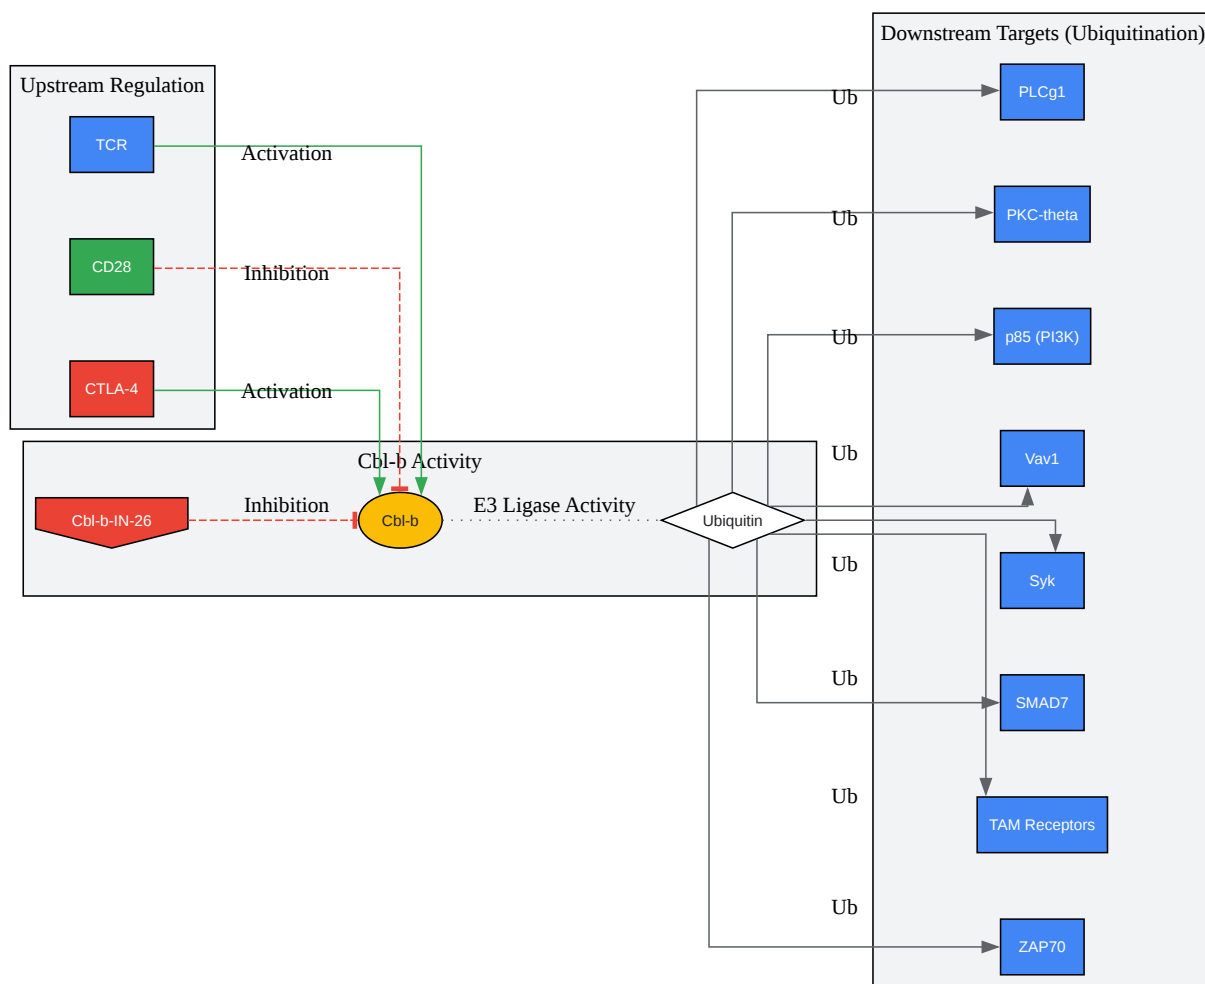 Downstream Targets (Ubiquitination)
Upstream Regulation
PLCg1
Ub
TCR
Activation
PKC-theta
Ub
CD28
Inhibition
p85 (PI3K)
Ub
CTLA-4
Activation
Ub
Vav1
Cbl-b Activity
Cbl-b-IN-26
Inhibition
Cbl-b
E3 Ligase Activity
Ubiquitin
Ub
Syk
Ub
SMAD7
Ub
TAM Receptors
Ub
ZAP70